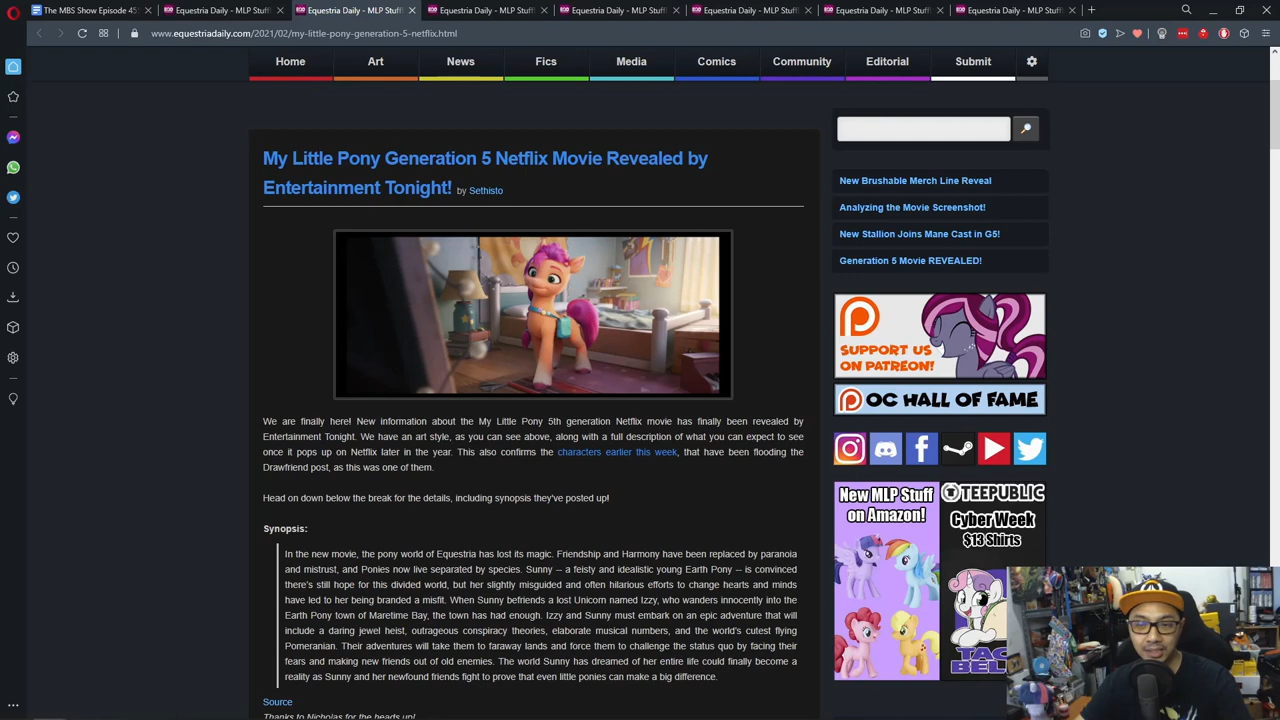 The MBS Show Episode 45
Equestria Daily - MLP Stuff
Equestria Daily - MLP Stuff!
Equestria Daily - MLP Stuff!
Equestria Daily - MLP Stuff!
Equestria Daily - MLP Stuff!
Equestria Daily - MLP Stuff!
Equestria Daily - MLP Stuff!
www.equestriadaily.com/2021/02/my-little-pony-generation-5-netflix.html
Home
Art
News
Fics
Media
Comics
Community
Editorial
Submit
My Little Pony Generation 5 Netflix Movie Revealed by
Entertainment Tonight! by Sethisto
We are finally here! New information about the My Little Pony 5th generation Netflix movie has finally been revealed by
Entertainment Tonight. We have an art style, as you can see above, along with a full description of what you can expect to see
once it pops up on Netflix later in the year. This also confirms the characters earlier this week, that have been flooding the
Drawfriend post, as this was one of them.
Head on down below the break for the details, including synopsis they've posted up!
Synopsis:
In the new movie, the pony world of Equestria has lost its magic. Friendship and Harmony have been replaced by paranoia
and mistrust, and Ponies now live separated by species. Sunny – a feisty and idealistic young Earth Pony – is convinced
there's still hope for this divided world, but her slightly misguided and often hilarious efforts to change hearts and minds
have led to her being branded a misfit. When Sunny befriends a lost Unicorn named Izzy, who wanders innocently into the
Earth Pony town of Maretime Bay, the town has had enough. Izzy and Sunny must embark on an epic adventure that will
include a daring jewel heist, outrageous conspiracy theories, elaborate musical numbers, and the world's cutest flying
Pomeranian. Their adventures will take them to faraway lands and force them to challenge the status quo by facing their
fears and making new friends out of old enemies. The world Sunny has dreamed of her entire life could finally become a
reality as Sunny and her newfound friends fight to prove that even little ponies can make a big difference.
Source
Thanks to Nicholas for the heads up!
New Brushable Merch Line Reveal
Analyzing the Movie Screenshot!
New Stallion Joins Mane Cast in G5!
Generation 5 Movie REVEALED!
SUPPORT US
ON PATREON!
OC HALL OF FAME
New MLP Stuff
on Amazon!
TEEPUBLIC
Cyber Week
$13 Shirts